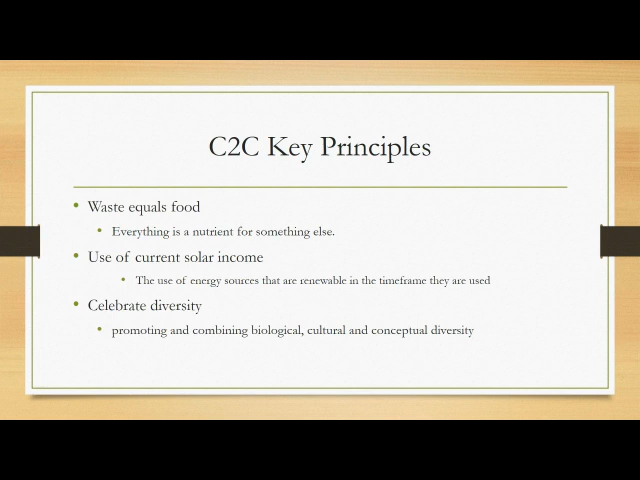 C2C Key Principles
• Waste equals food
• Everything is a nutrient for something else.
• Use of current solar income
• The use of energy sources that are renewable in the timeframe they are used
• Celebrate diversity
• promoting and combining biological, cultural and conceptual diversity